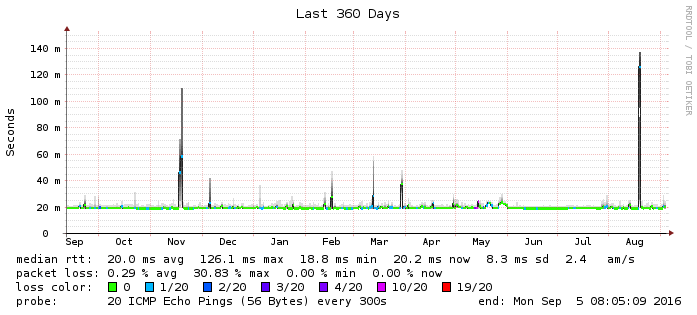 Last 360 Days
RRDTOOL / TOBI OETIKER
Seconds
140 m
120 m
100 m
80 m
60 m
40 m
20 m
0
Sep Oct Nov Dec Jan Feb Mar Apr May Jun Jul Aug
median rtt: 20.0 ms avg 126.1 ms max 18.8 ms min 20.2 ms now 8.3 ms sd 2.4 am/s
packet loss: 0.29 % avg 30.83 % max 0.00 % min 0.00 % now
loss color: 0 1/20 2/20 3/20 4/20 10/20 19/20
probe: 20 ICMP Echo Pings (56 Bytes) every 300s end: Mon Sep 5 08:05:09 2016